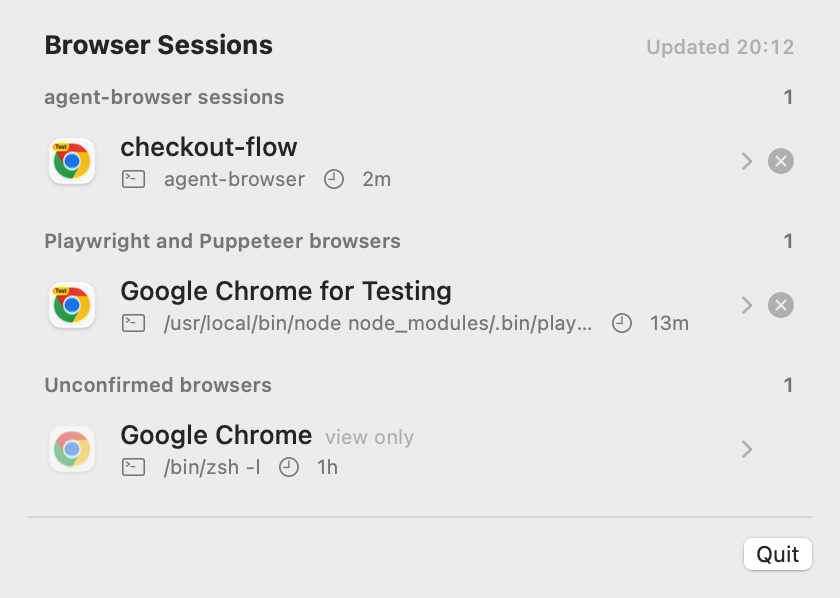 Browser Sessions
Updated 20:12
agent-browser sessions 1
Test
checkout-flow
agent-browser 2m
Playwright and Puppeteer browsers 1
Test
Google Chrome for Testing
/usr/local/bin/node node_modules/.bin/play... 13m
Unconfirmed browsers 1
Google Chrome view only
/bin/zsh -l 1h
Quit